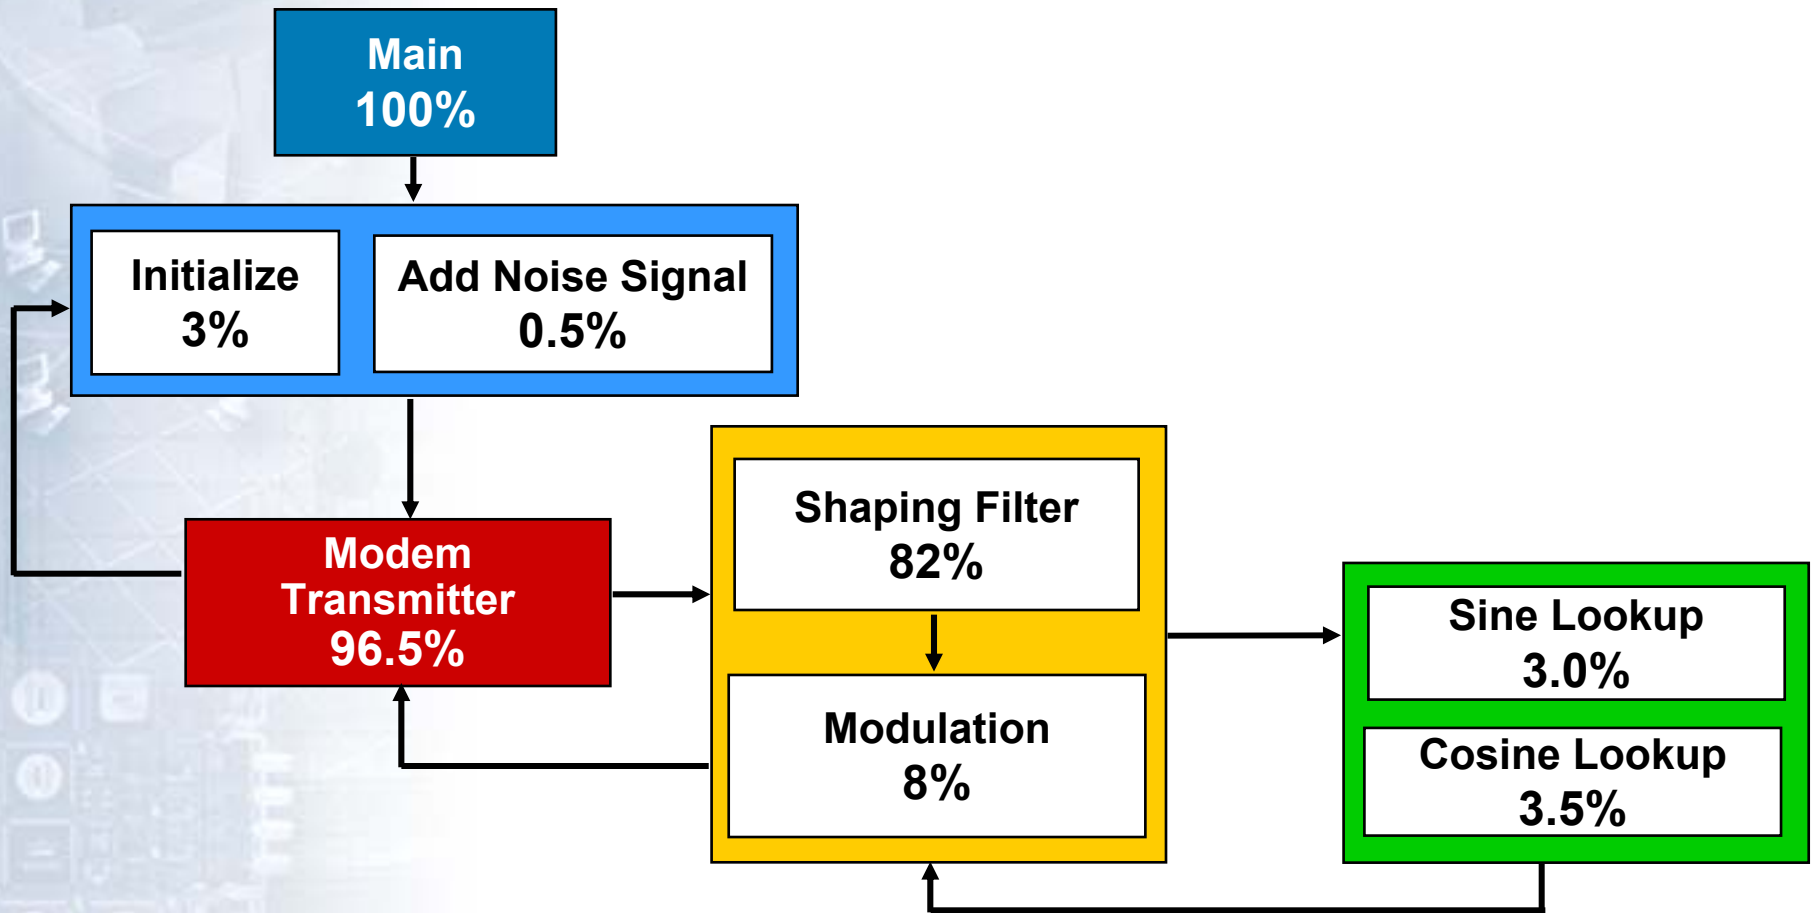 Main
100%
Initialize
3%
Add Noise Signal
0.5%
Modem
Transmitter
96.5%
Shaping Filter
82%
Modulation
8%
Sine Lookup
3.0%
Cosine Lookup
3.5%